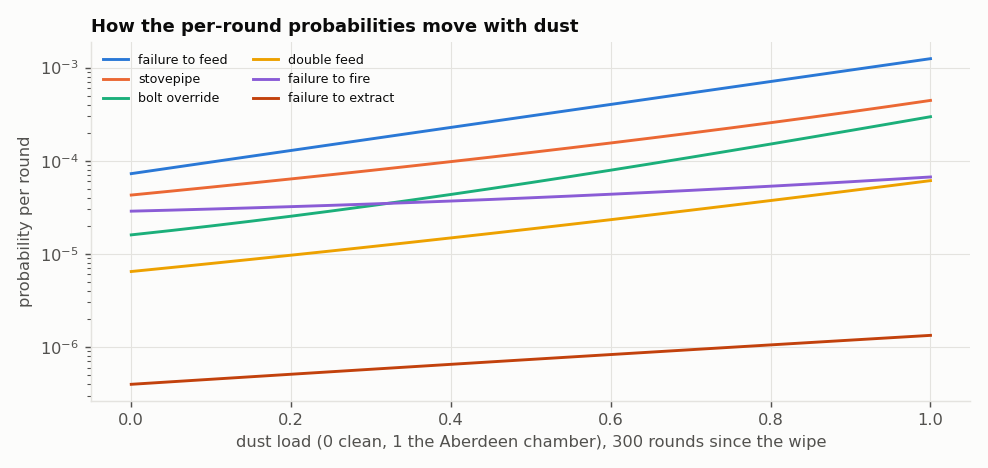 How the per-round probabilities move with dust
failure to feed
stovepipe
bolt override
double feed
failure to fire
failure to extract
probability per round
10⁻³
10⁻⁴
10⁻⁵
10⁻⁶
0.0 0.2 0.4 0.6 0.8 1.0
dust load (0 clean, 1 the Aberdeen chamber), 300 rounds since the wipe